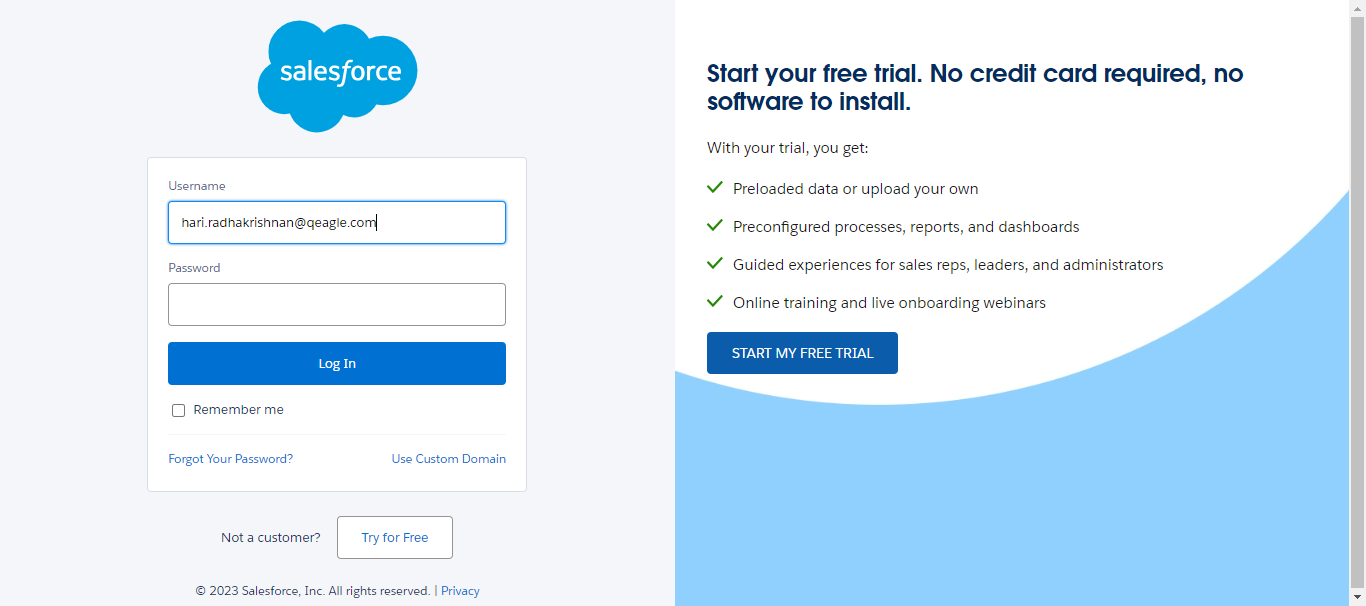 salesforce
Username
hari.radhakrishnan@qeagle.com
Password
Log In
Remember me
Forgot Your Password?
Use Custom Domain
Not a customer?
Try for Free
© 2023 Salesforce, Inc. All rights reserved. | Privacy
Start your free trial. No credit card required, no
software to install.
With your trial, you get:
Preloaded data or upload your own
Preconfigured processes, reports, and dashboards
Guided experiences for sales reps, leaders, and administrators
Online training and live onboarding webinars
START MY FREE TRIAL